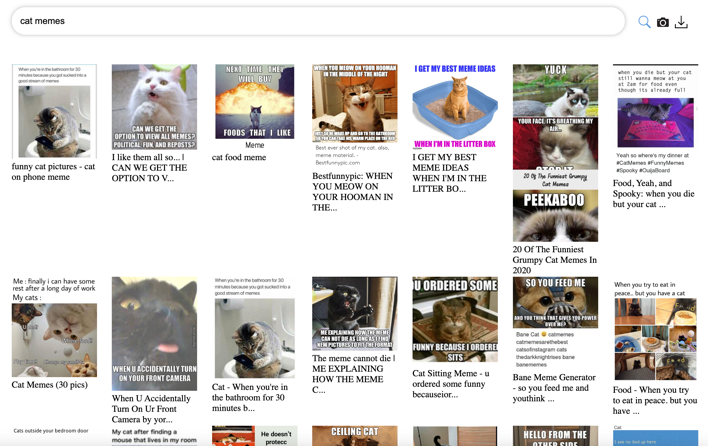 cat memes
When you're in the bathroom for 30
minutes because you got sucked into a
good stream of memes
funny cat pictures - cat
on phone meme
CAN WE GET THE
OPTION TO VIEW ALL MEMES?
POLITICAL, FUN, AND REPOSTS?
I like them all so... |
CAN WE GET THE
OPTION TO V...
NEXT TIME THEY
WILL BUY
FOODS THAT I LIKE
Meme
cat food meme
WHEN YOU MEOW ON YOUR HOOMAN
IN THE MIDDLE OF THE NIGHT
Best ever shot of my cat. also,
meme material. -
Bestfunnypic.com
Bestfunnypic: WHEN
YOU MEOW ON
YOUR HOOMAN IN
THE...
I GET MY BEST MEME IDEAS
WHEN I'M IN THE LITTER BOX
I GET MY BEST
MEME IDEAS
WHEN I'M IN THE
LITTER BO...
YUCK
YOUR FACE, IT'S BREATHING MY
AIR..
STOP IT
20 Of The Funniest Grumpy
Cat Memes
PEEKABOO
20 Of The Funniest
Grumpy Cat Memes In
2020
when you die but your cat
still wanna meow at you
at 2am for food even
though its already full
Yeah so where's my dinner at
#CatMemes #FunnyMemes
#Spooky #OuijaBoard
Food, Yeah, and
Spooky: when you die
but your cat ...
Me : finally i can have some
rest after a long day of work
My cats :
Cat Memes (30 pics)
WHEN U ACCIDENTALLY TURN
ON YOUR FRONT CAMERA
When U Accidentally
Turn On Ur Front
Camera by yor...
When you're in the bathroom for 30
minutes because you got sucked into a
good stream of memes
Cat - When you're in
the bathroom for 30
minutes b...
ME EXPLAINING HOW THE MEME
CAN NOT DIE AS LONG AS I FIND
NEW PICTURES TO FIT THE FORMAT
The meme cannot die |
ME EXPLAINING
HOW THE MEME
C...
U ORDERED SOME
FUNNY BECAUSE I ORDERED
SITS
Cat Sitting Meme - u
ordered some funny
becauseior...
SO YOU FEED ME
AND YOU THINK THAT GIVES YOU POWER
OVER ME?
Bane Cat catmemes
catmemesarethebest
catsofinstagram cats
thedarkknightrises bane
banememes
Bane Meme Generator
- so you feed me and
youthink ...
When you try to eat in
peace.. but you have a cat
Food - When you try
to eat in peace. but you
have ...
Cats outside your bedroom door
My cat after finding a
mouse that lives in my room
He doesn't
protecc
CEILING CAT
HELLO FROM THE
OTHER SIDE
Cat.